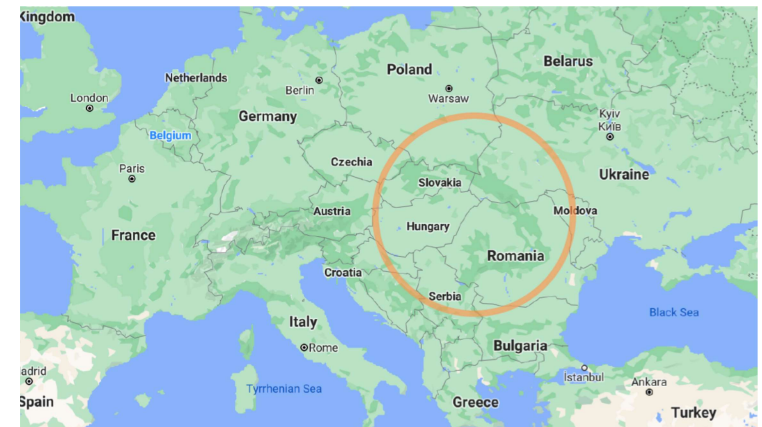 Kingdom
Poland
Belarus
Netherlands
Berlin
Warsaw
London
Germany
Kyiv
Київ
Belgium
Czechia
Paris
Ukraine
Slovakia
Austria
Moldova
France
Hungary
Romania
Croatia
Serbia
Black Sea
Italy
Rome
Bulgaria
adrid
Istanbul
Ankara
Tyrrhenian Sea
Spain
Greece
Turkey